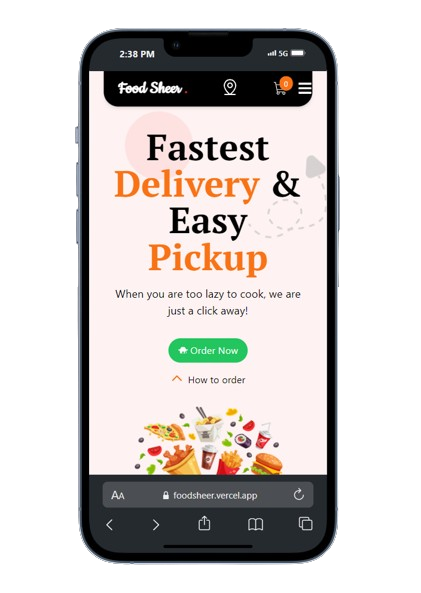 2:38 PM
5G
Food Sheer .
0
Fastest
Delivery &
Easy
Pickup
When you are too lazy to cook, we are
just a click away!
Order Now
How to order
AA
foodsheer.vercel.app